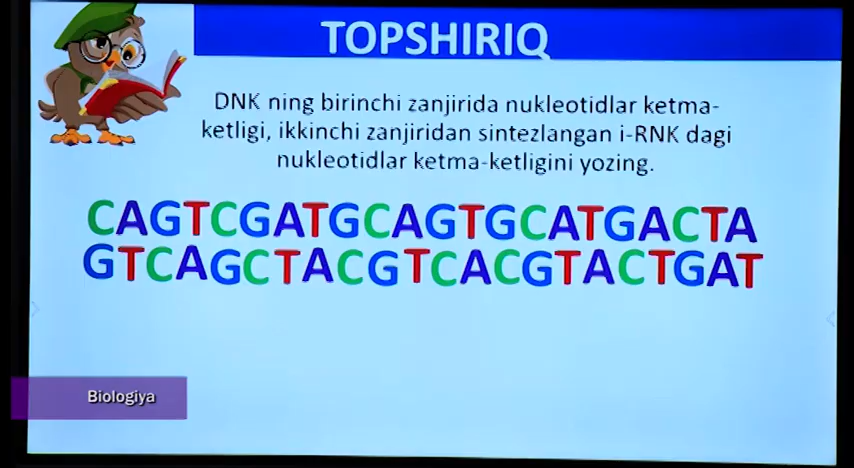 TOPSHIRIQ
DNK ning birinchi zanjirida nukleotidlar ketma-
ketligi, ikkinchi zanjiridan sintezlangan i-RNK dagi
nukleotidlar ketma-ketligini yozing.
CAGTCGATGCAGTGCATGACTA
GTCAGCTACGTCACGTACTGAT
Biologiya